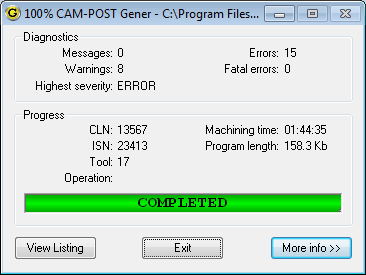 100% CAM-POST Gener - C:\Program Files...
Diagnostics
Messages: 0 Errors: 15
Warnings: 8 Fatal errors: 0
Highest severity: ERROR
Progress
CLN: 13567 Machining time: 01:44:35
ISN: 23413 Program length: 158.3 Kb
Tool: 17
Operation:
COMPLETED
View Listing Exit More info >>